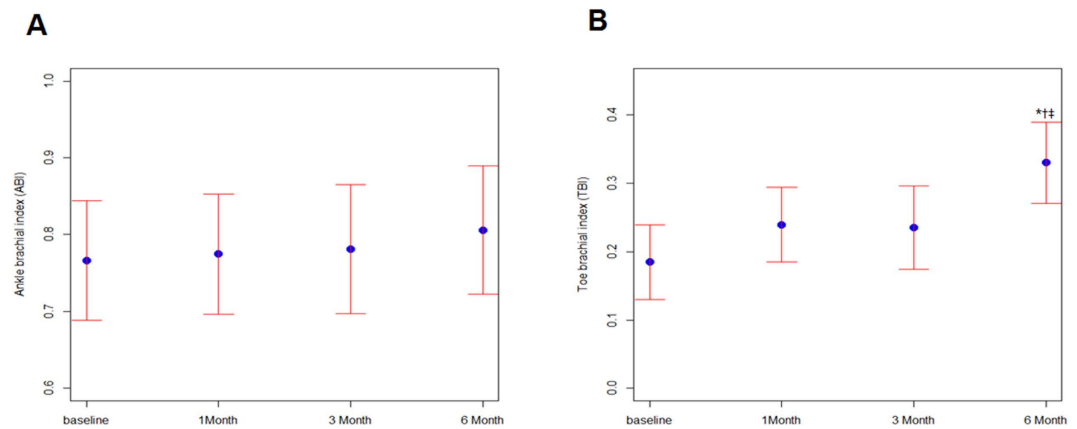 A
Ankle brachial index (ABI)
1.0
0.9
0.8
0.7
0.6
baseline 1Month 3 Month 6 Month
B
Toe brachial index (TBI)
0.4
0.3
0.2
0.1
0.0
*†‡
baseline 1Month 3 Month 6 Month